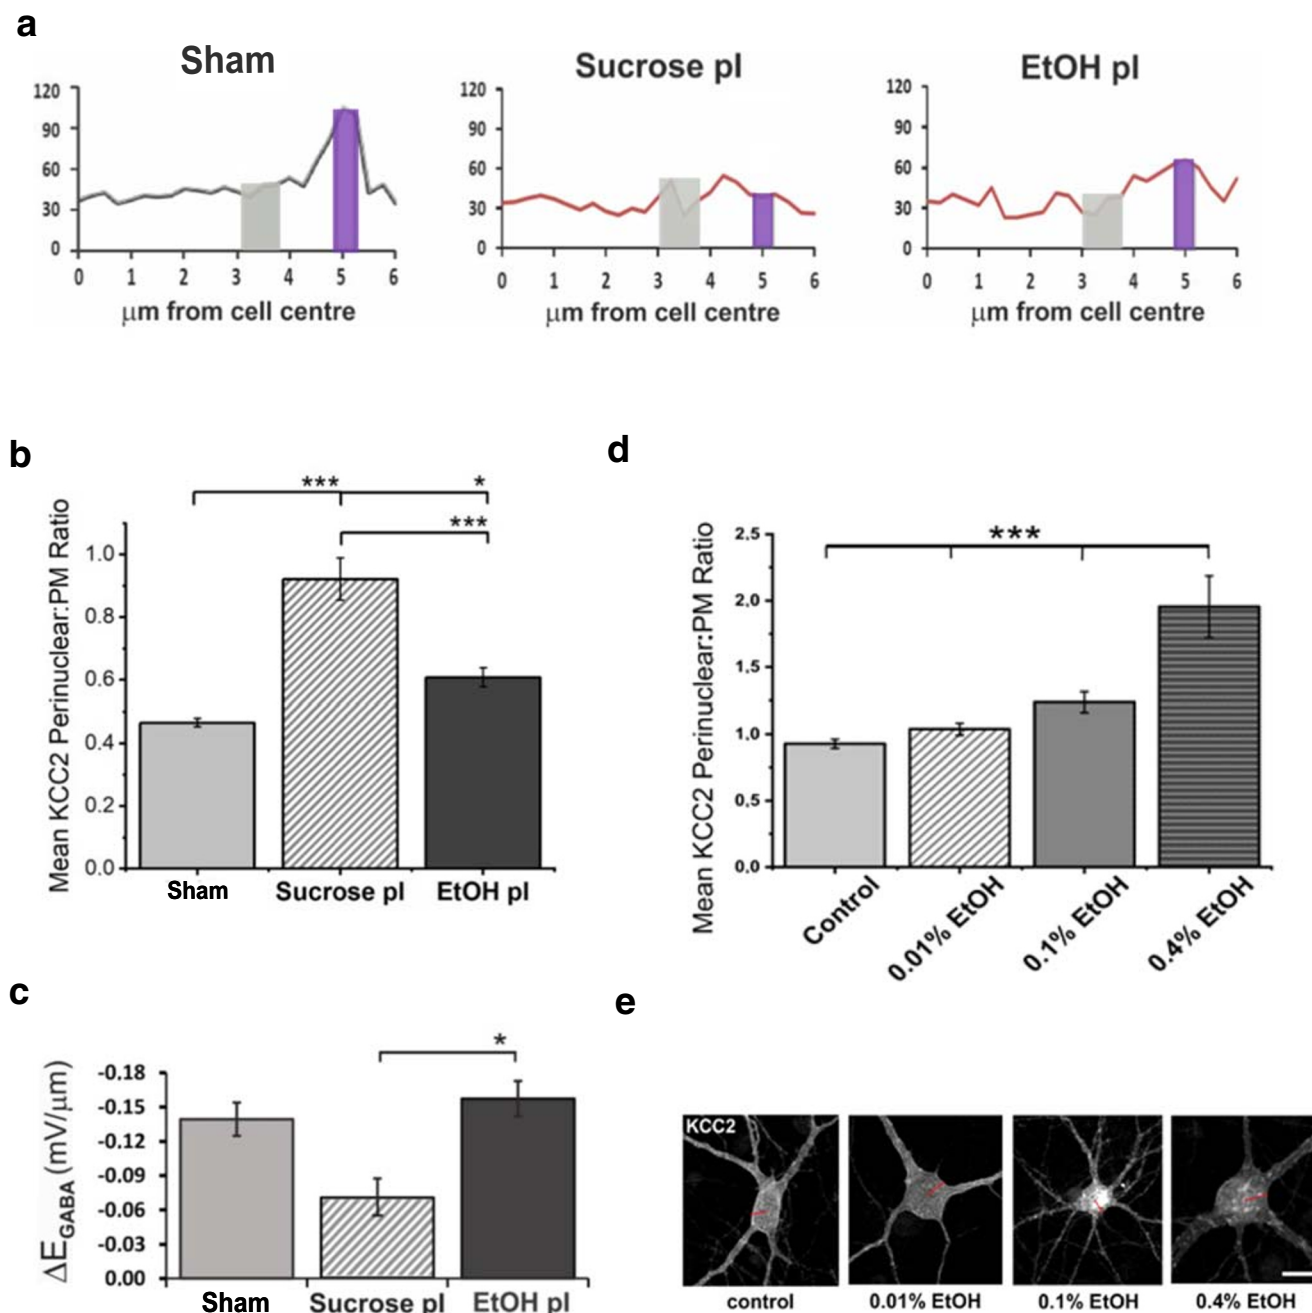 a
Sham
Sucrose pl
EtOH pl
120
90
60
30
0
0 1 2 3 4 5 6
μm from cell centre
120
90
60
30
0
0 1 2 3 4 5 6
μm from cell centre
120
90
60
30
0
0 1 2 3 4 5 6
μm from cell centre
b
Mean KCC2 Perinuclear:PM Ratio
*** *
***
1.0
0.8
0.6
0.4
0.2
0.0
Sham Sucrose pl EtOH pl
d
Mean KCC2 Perinuclear:PM Ratio
***
2.5
2.0
1.5
1.0
0.5
0.0
Control
0.01% EtOH
0.1% EtOH
0.4% EtOH
c
ΔEGABA (mV/μm)
*
-0.18
-0.15
-0.12
-0.09
-0.06
-0.03
0.00
Sham Sucrose pl EtOH pl
e
KCC2
control 0.01% EtOH 0.1% EtOH 0.4% EtOH